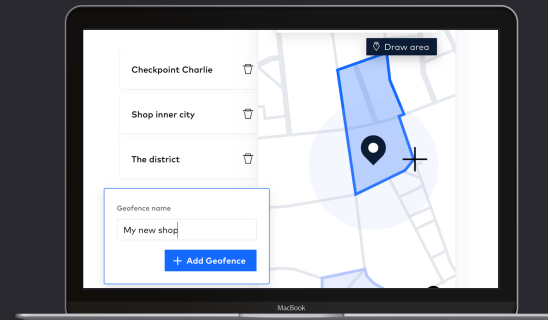 Draw area
Checkpoint Charlie
Shop inner city
The district
Geofence name
My new shop
+ Add Geofence
MacBook